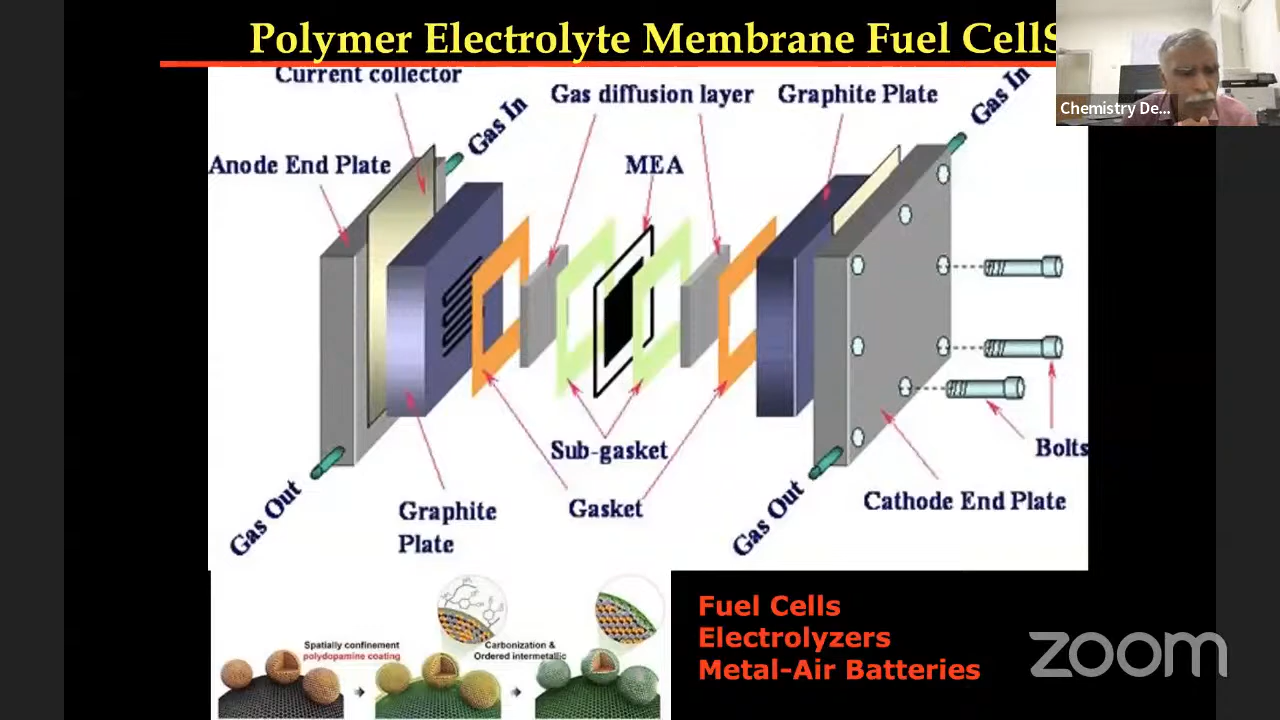 Polymer Electrolyte Membrane Fuel CellS
Chemistry De...
Current collector
Gas In
Gas diffusion layer
Graphite Plate
Gas In
Anode End Plate
MEA
Sub-gasket
Bolts
Gas Out
Graphite
Plate
Gasket
Gas Out
Cathode End Plate
Spatially confinement
polydopamine coating
Carbonization &
Ordered intermetallic
Fuel Cells
Electrolyzers
Metal-Air Batteries
zoom